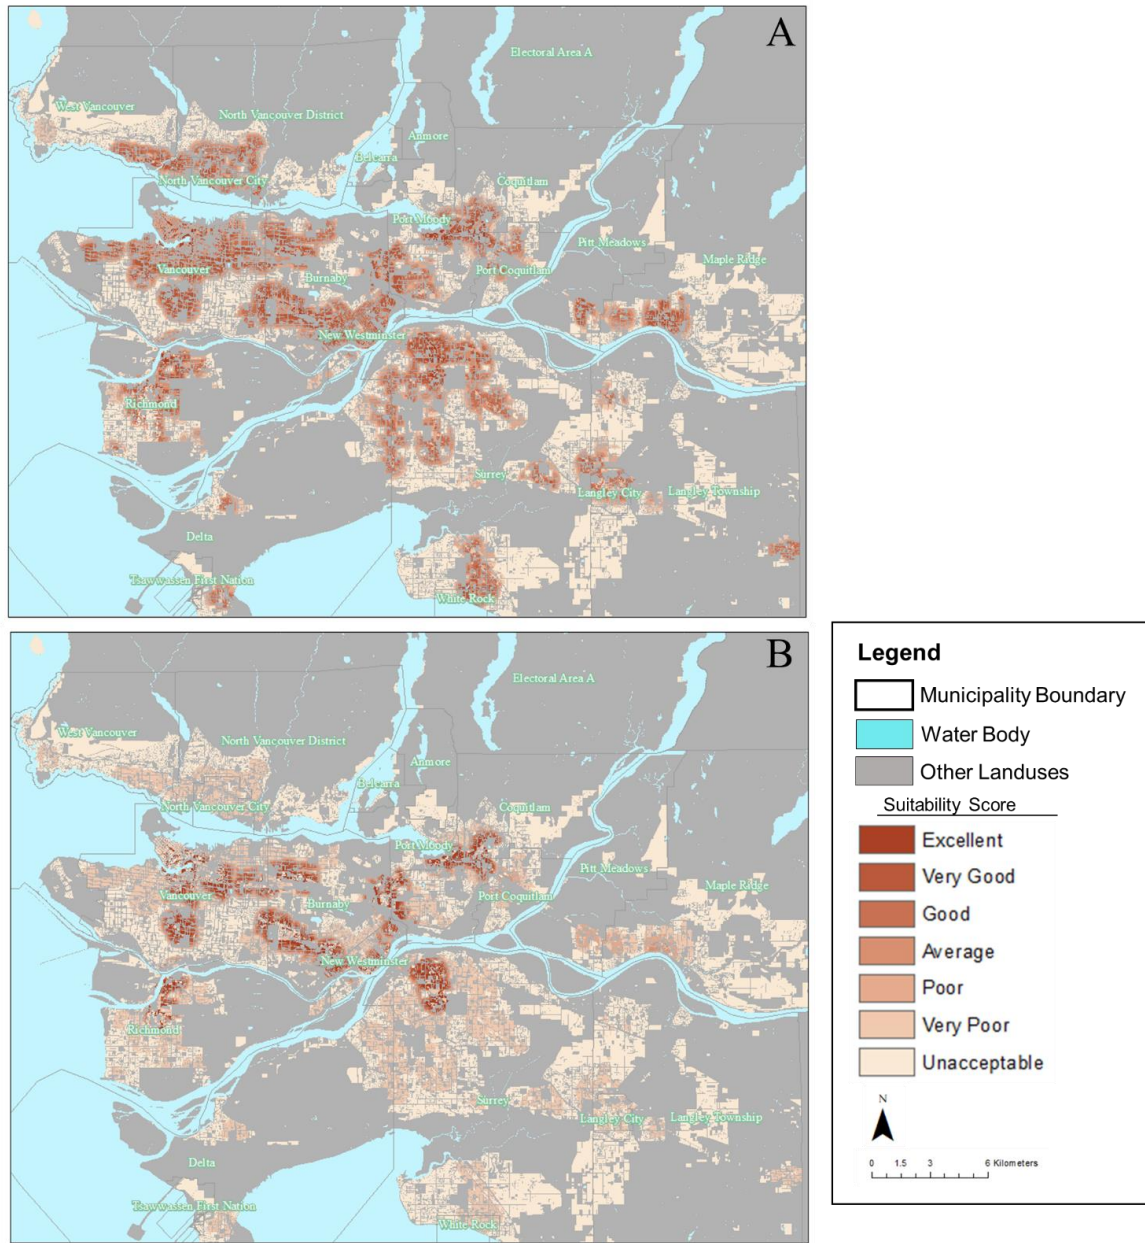 A
Electoral Area A
West Vancouver
North Vancouver District
Anmore
Belcarra
North Vancouver City
Coquitlam
Port Moody
Pitt Meadows
Maple Ridge
Vancouver
Burnaby
Port Coquitlam
New Westminster
Richmond
Surrey
Langley City
Langley Township
Delta
Tsawwassen First Nation
White Rock
B
Electoral Area A
West Vancouver
North Vancouver District
Anmore
Belcarra
North Vancouver City
Coquitlam
Port Moody
Pitt Meadows
Maple Ridge
Vancouver
Burnaby
Port Coquitlam
New Westminster
Richmond
Surrey
Langley City
Langley Township
Delta
Tsawwassen First Nation
White Rock
Legend
Municipality Boundary
Water Body
Other Landuses
Suitability Score
Excellent
Very Good
Good
Average
Poor
Very Poor
Unacceptable
N
0 1.5 3 6 Kilometers